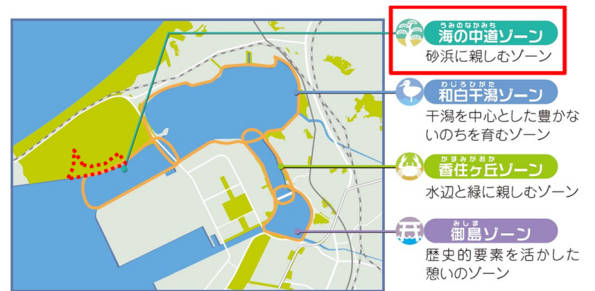 うみのなかみち
海の中道ゾーン
砂浜に親しむゾーン
わじろひがた
和白干潟ゾーン
干潟を中心とした豊かな
いのちを育むゾーン
かすみがおか
香住ヶ丘ゾーン
水辺と緑に親しむゾーン
みしま
御島ゾーン
歴史的要素を活かした
憩いのゾーン